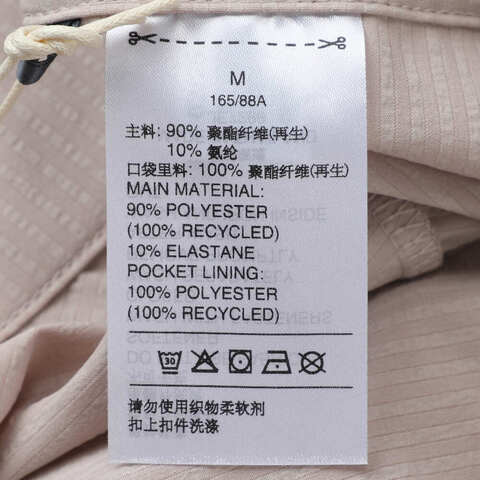 M
165/88A
主料: 90% 聚酯纤维(再生)
10% 氨纶
口袋里料: 100% 聚酯纤维(再生)
MAIN MATERIAL:
90% POLYESTER
(100% RECYCLED)
10% ELASTANE
POCKET LINING:
100% POLYESTER
(100% RECYCLED)
30
请勿使用织物柔软剂
扣上扣件洗涤